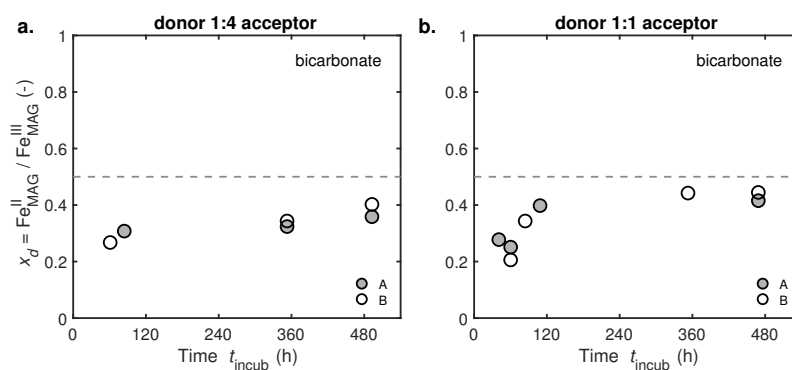 a.
donor 1:4 acceptor
bicarbonate
1
0.8
0.6
0.4
0.2
0
x_d = Fe^II_MAG / Fe^III_MAG (-)
A
B
0 120 240 360 480
Time t_incub (h)
b.
donor 1:1 acceptor
bicarbonate
1
0.8
0.6
0.4
0.2
0
A
B
0 120 240 360 480
Time t_incub (h)